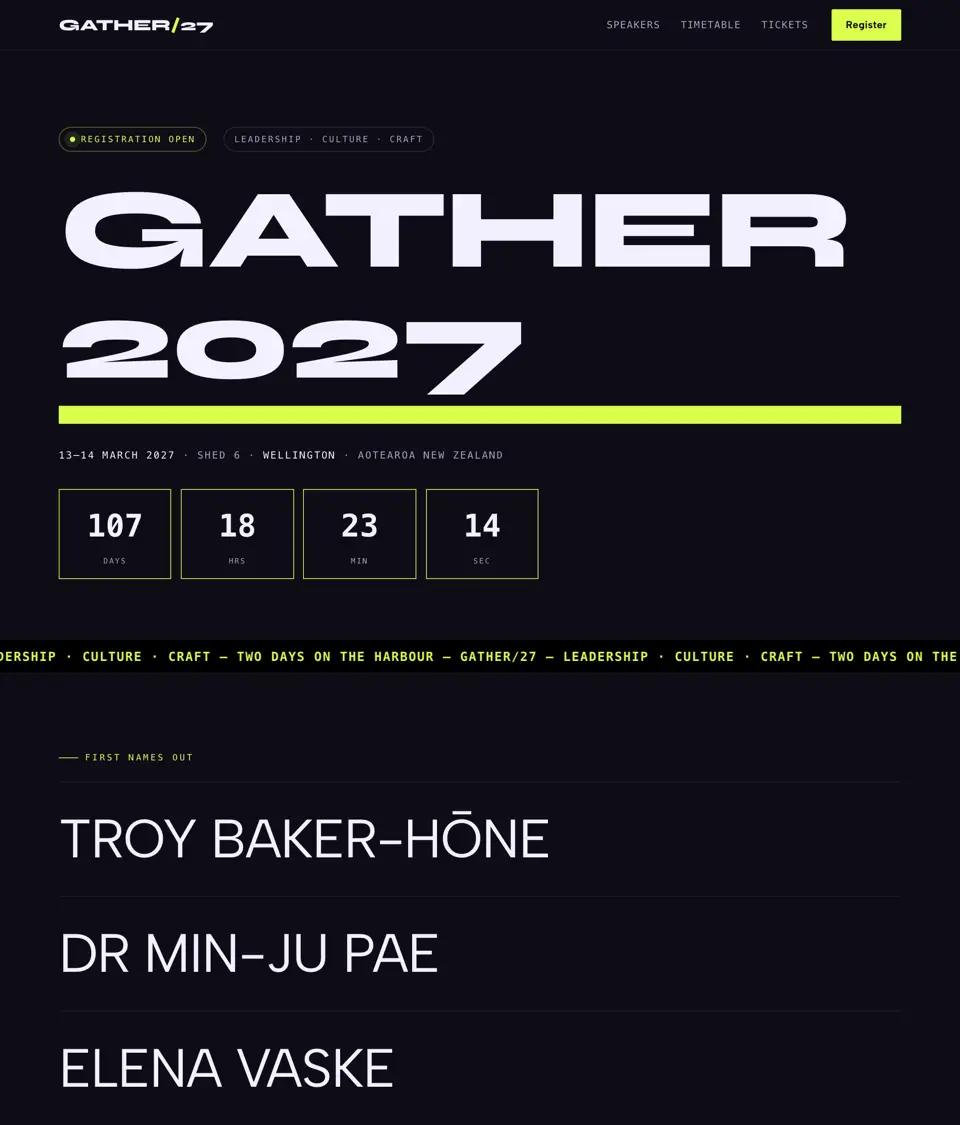 GATHER/27
SPEAKERS TIMETABLE TICKETS Register
REGISTRATION OPEN
LEADERSHIP · CULTURE · CRAFT
GATHER
2027
13–14 MARCH 2027 · SHED 6 · WELLINGTON · AOTEAROA NEW ZEALAND
107 18 23 14
DAYS HRS MIN SEC
DERSHIP · CULTURE · CRAFT — TWO DAYS ON THE HARBOUR — GATHER/27 — LEADERSHIP · CULTURE · CRAFT — TWO DAYS ON THE
FIRST NAMES OUT
TROY BAKER-HŌNE
DR MIN-JU PAE
ELENA VASKE